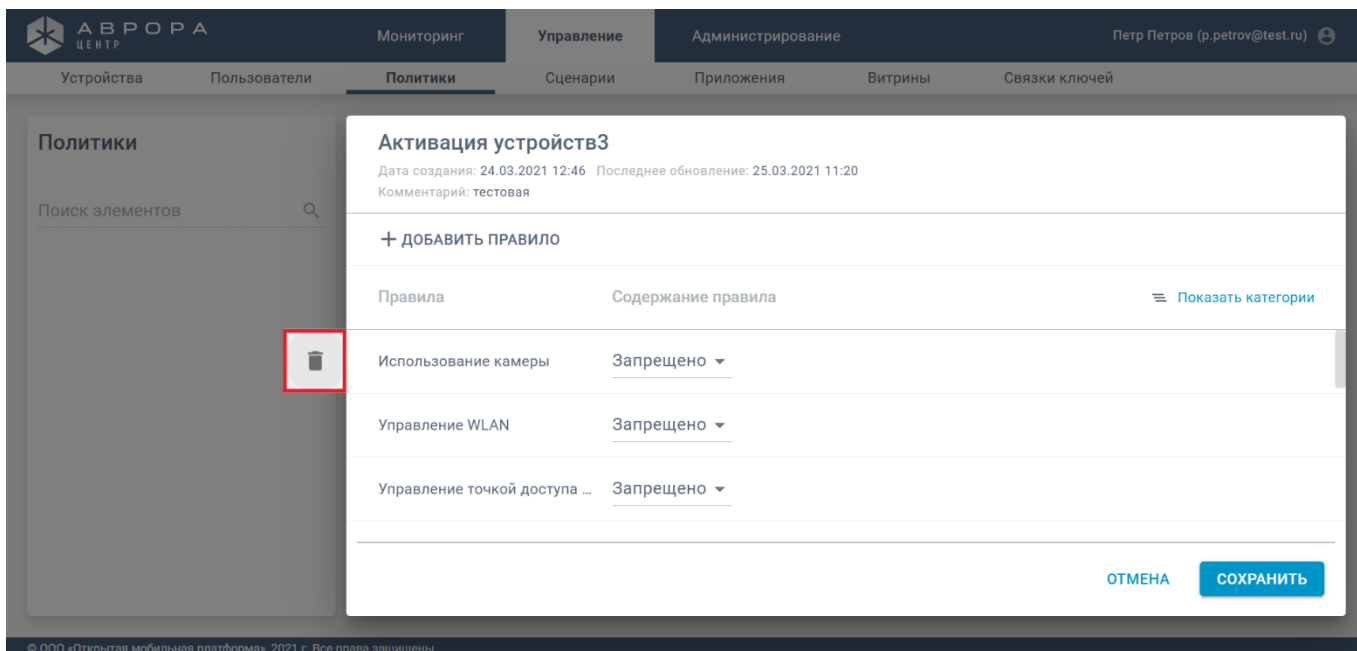 АВРОРА
ЦЕНТР
Мониторинг Управление Администрирование Петр Петров (p.petrov@test.ru)
Устройства Пользователи Политики Сценарии Приложения Витрины Связки ключей
Политики
Поиск элементов
Активация устройств3
Дата создания: 24.03.2021 12:46 Последнее обновление: 25.03.2021 11:20
Комментарий: тестовая
+ ДОБАВИТЬ ПРАВИЛО
Правила Содержание правила Показать категории
Использование камеры Запрещено
Управление WLAN Запрещено
Управление точкой доступа ... Запрещено
ОТМЕНА СОХРАНИТЬ
© ООО «Открытая мобильная платформа», 2021 г. Все права защищены